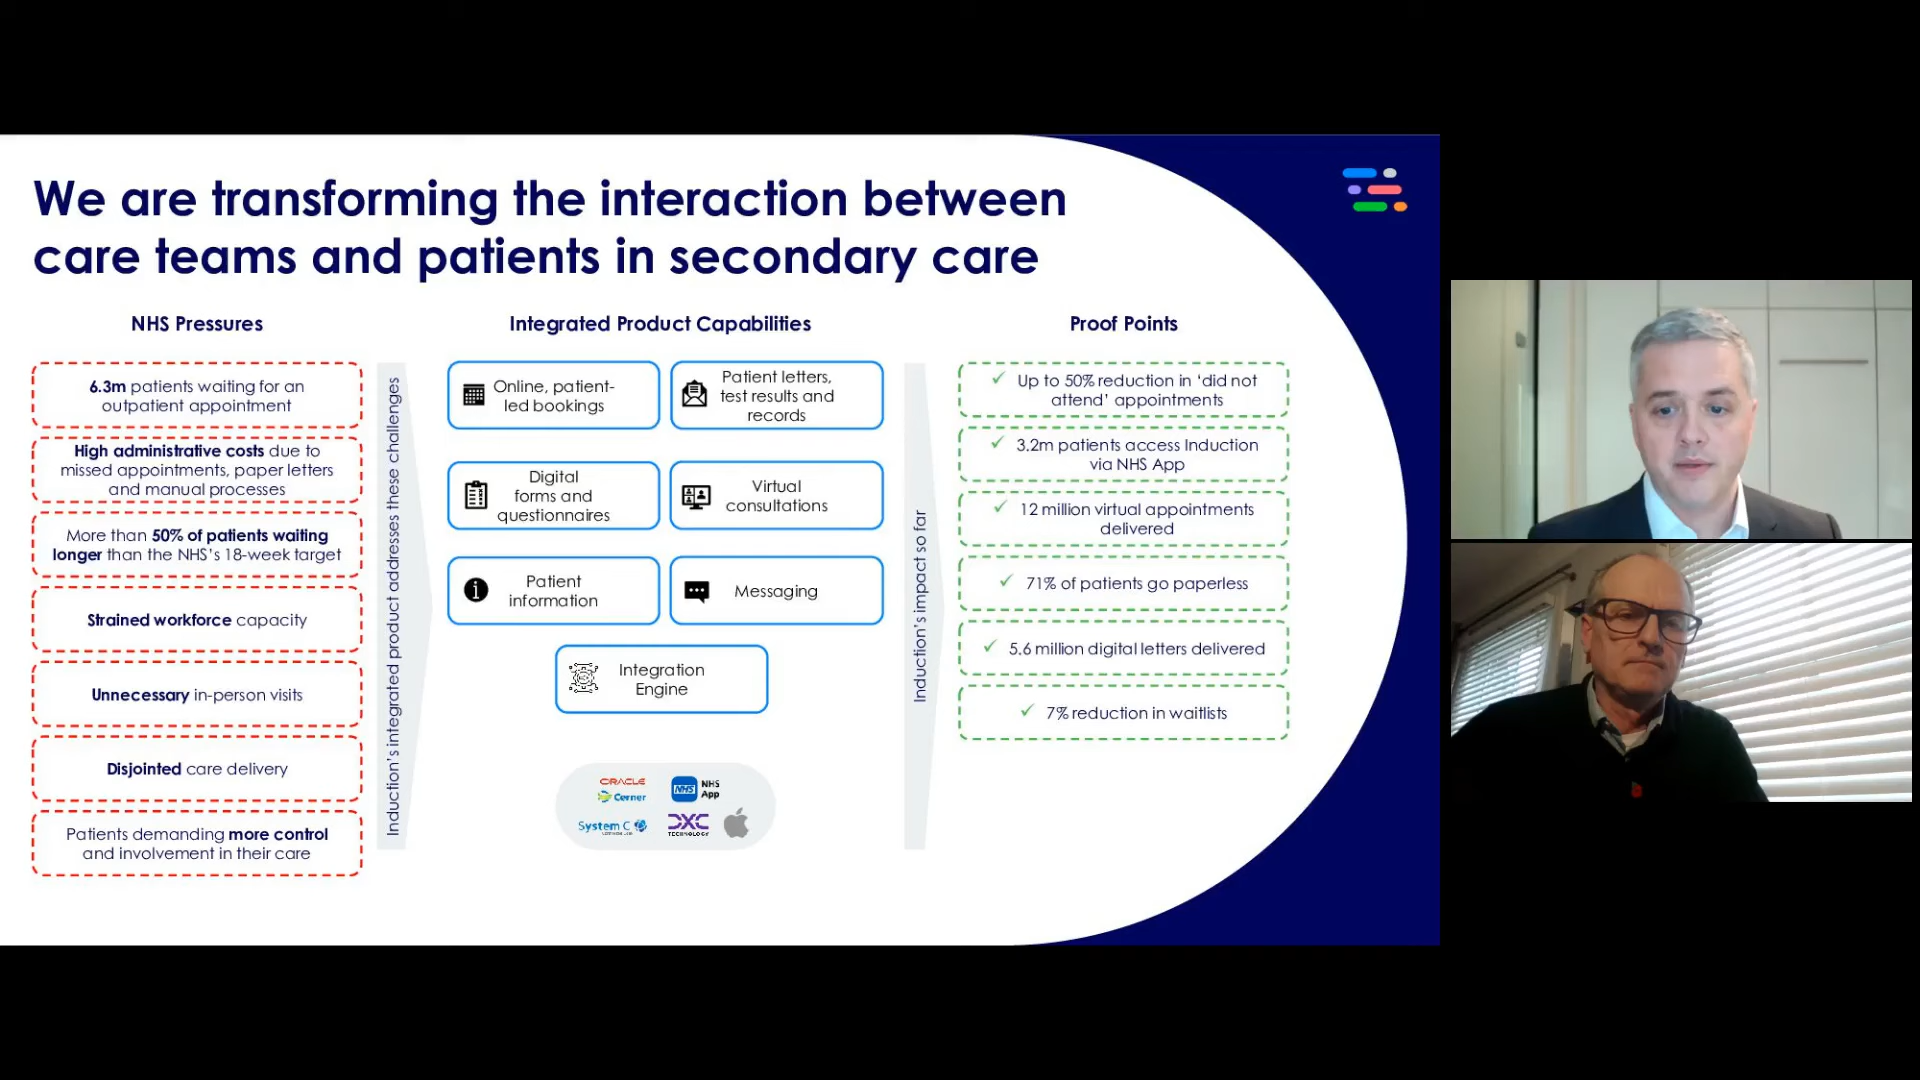 We are transforming the interaction between
care teams and patients in secondary care
NHS Pressures
6.3m patients waiting for an
outpatient appointment
High administrative costs due to
missed appointments, paper letters
and manual processes
More than 50% of patients waiting
longer than the NHS's 18-week target
Strained workforce capacity
Unnecessary in-person visits
Disjointed care delivery
Patients demanding more control
and involvement in their care
Induction's integrated product addresses these challenges
Integrated Product Capabilities
Online, patient-
led bookings
Patient letters,
test results and
records
Digital
forms and
questionnaires
Virtual
consultations
Patient
information
Messaging
Integration
Engine
ORACLE
Cerner
NHS
NHS
App
System C
DXC
TECHNOLOGY
Induction's impact so far
Proof Points
✓ Up to 50% reduction in ‘did not
attend’ appointments
✓ 3.2m patients access Induction
via NHS App
✓ 12 million virtual appointments
delivered
✓ 71% of patients go paperless
✓ 5.6 million digital letters delivered
✓ 7% reduction in waitlists